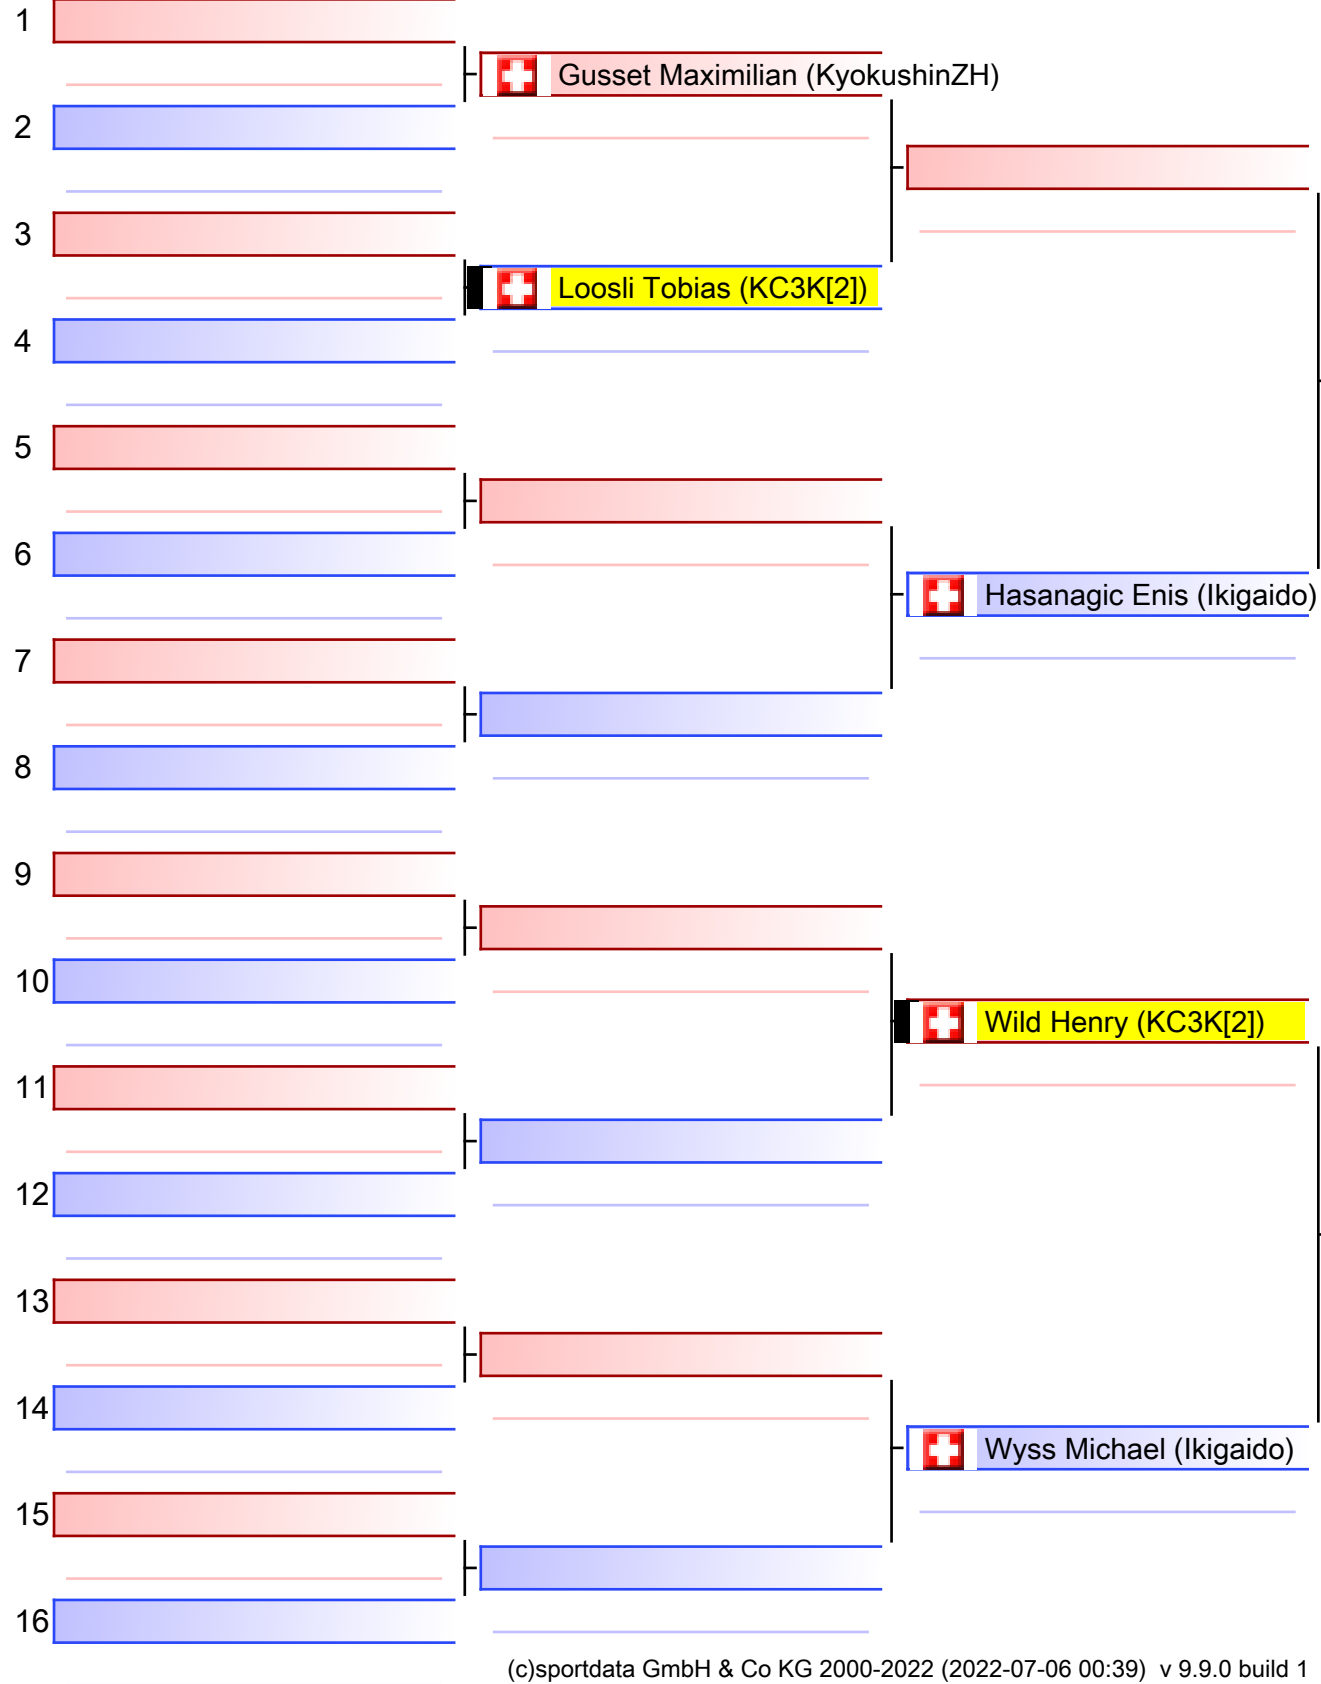 1
Gusset Maximilian (KyokushinZH)
2
3
Loosli Tobias (KC3K[2])
4
5
6
Hasanagic Enis (Ikigaido)
7
8
9
10
Wild Henry (KC3K[2])
11
12
13
14
Wyss Michael (Ikigaido)
15
16
(c)sportdata GmbH & Co KG 2000-2022 (2022-07-06 00:39) v 9.9.0 build 1